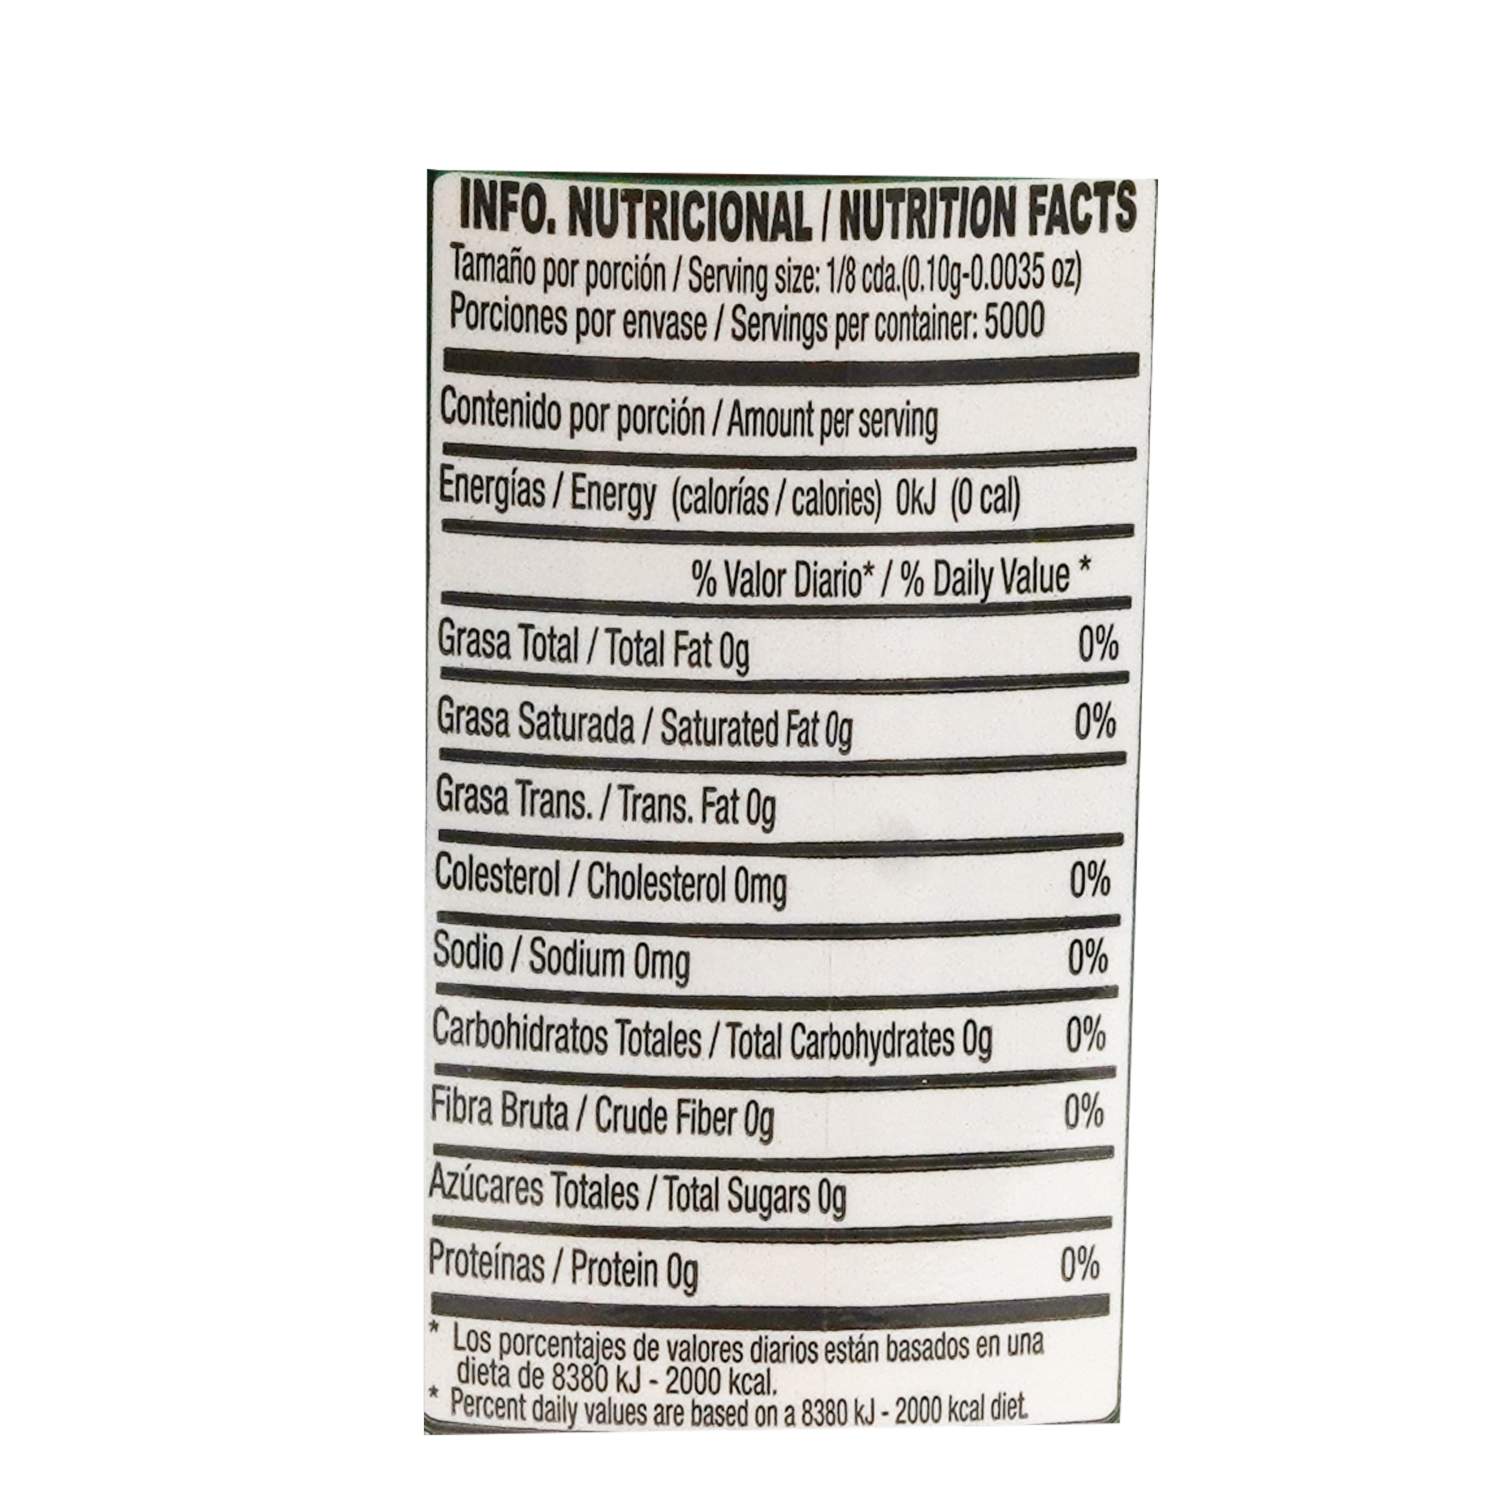 INFO. NUTRICIONAL / NUTRITION FACTS
Tamaño por porción / Serving size: 1/8 cda.(0.10g-0.0035 oz)
Porciones por envase / Servings per container: 5000
Contenido por porción / Amount per serving
Energías / Energy (calorías / calories) 0kJ (0 cal)
% Valor Diario* / % Daily Value *
Grasa Total / Total Fat 0g 0%
Grasa Saturada / Saturated Fat 0g 0%
Grasa Trans. / Trans. Fat 0g
Colesterol / Cholesterol 0mg 0%
Sodio / Sodium 0mg 0%
Carbohidratos Totales / Total Carbohydrates 0g 0%
Fibra Bruta / Crude Fiber 0g 0%
Azúcares Totales / Total Sugars 0g
Proteínas / Protein 0g 0%
* Los porcentajes de valores diarios están basados en una
dieta de 8380 kJ - 2000 kcal.
* Percent daily values are based on a 8380 kJ - 2000 kcal diet.